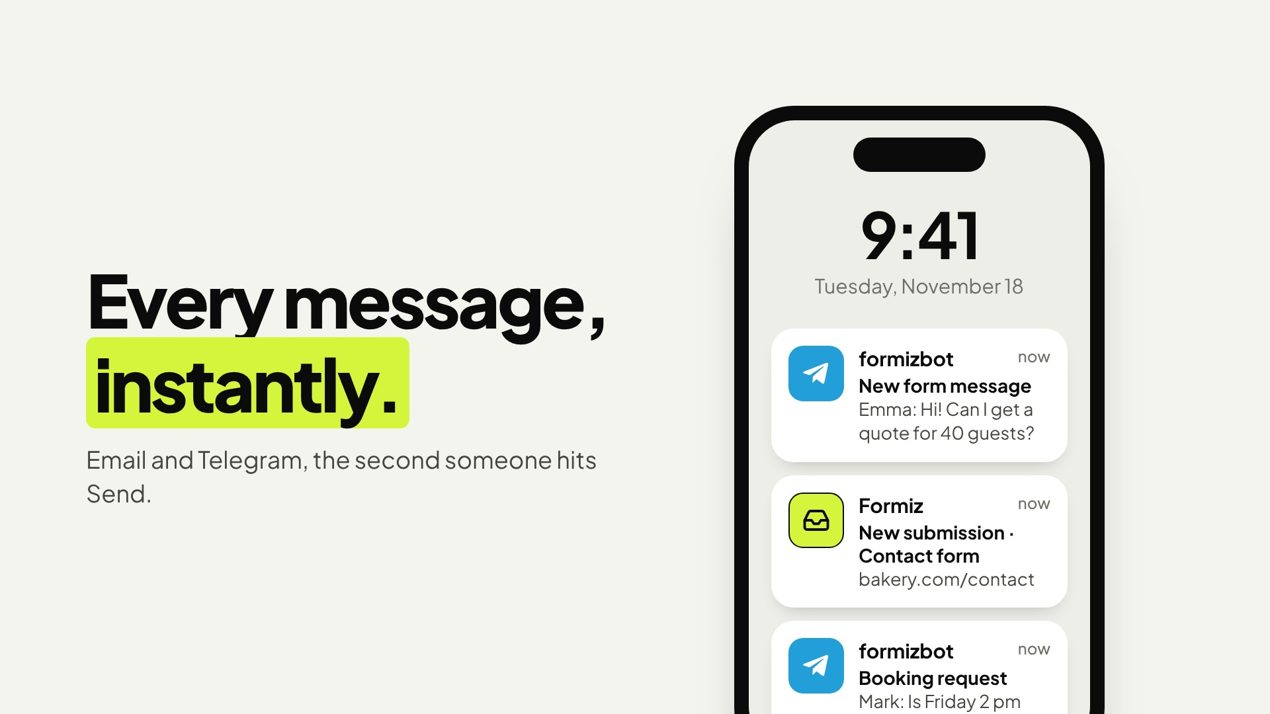 Every message,
instantly.
Email and Telegram, the second someone hits
Send.
9:41
Tuesday, November 18
formizbot
now
New form message
Emma: Hi! Can I get a
quote for 40 guests?
Formiz
now
New submission ·
Contact form
bakery.com/contact
formizbot
now
Booking request
Mark: Is Friday 2 pm